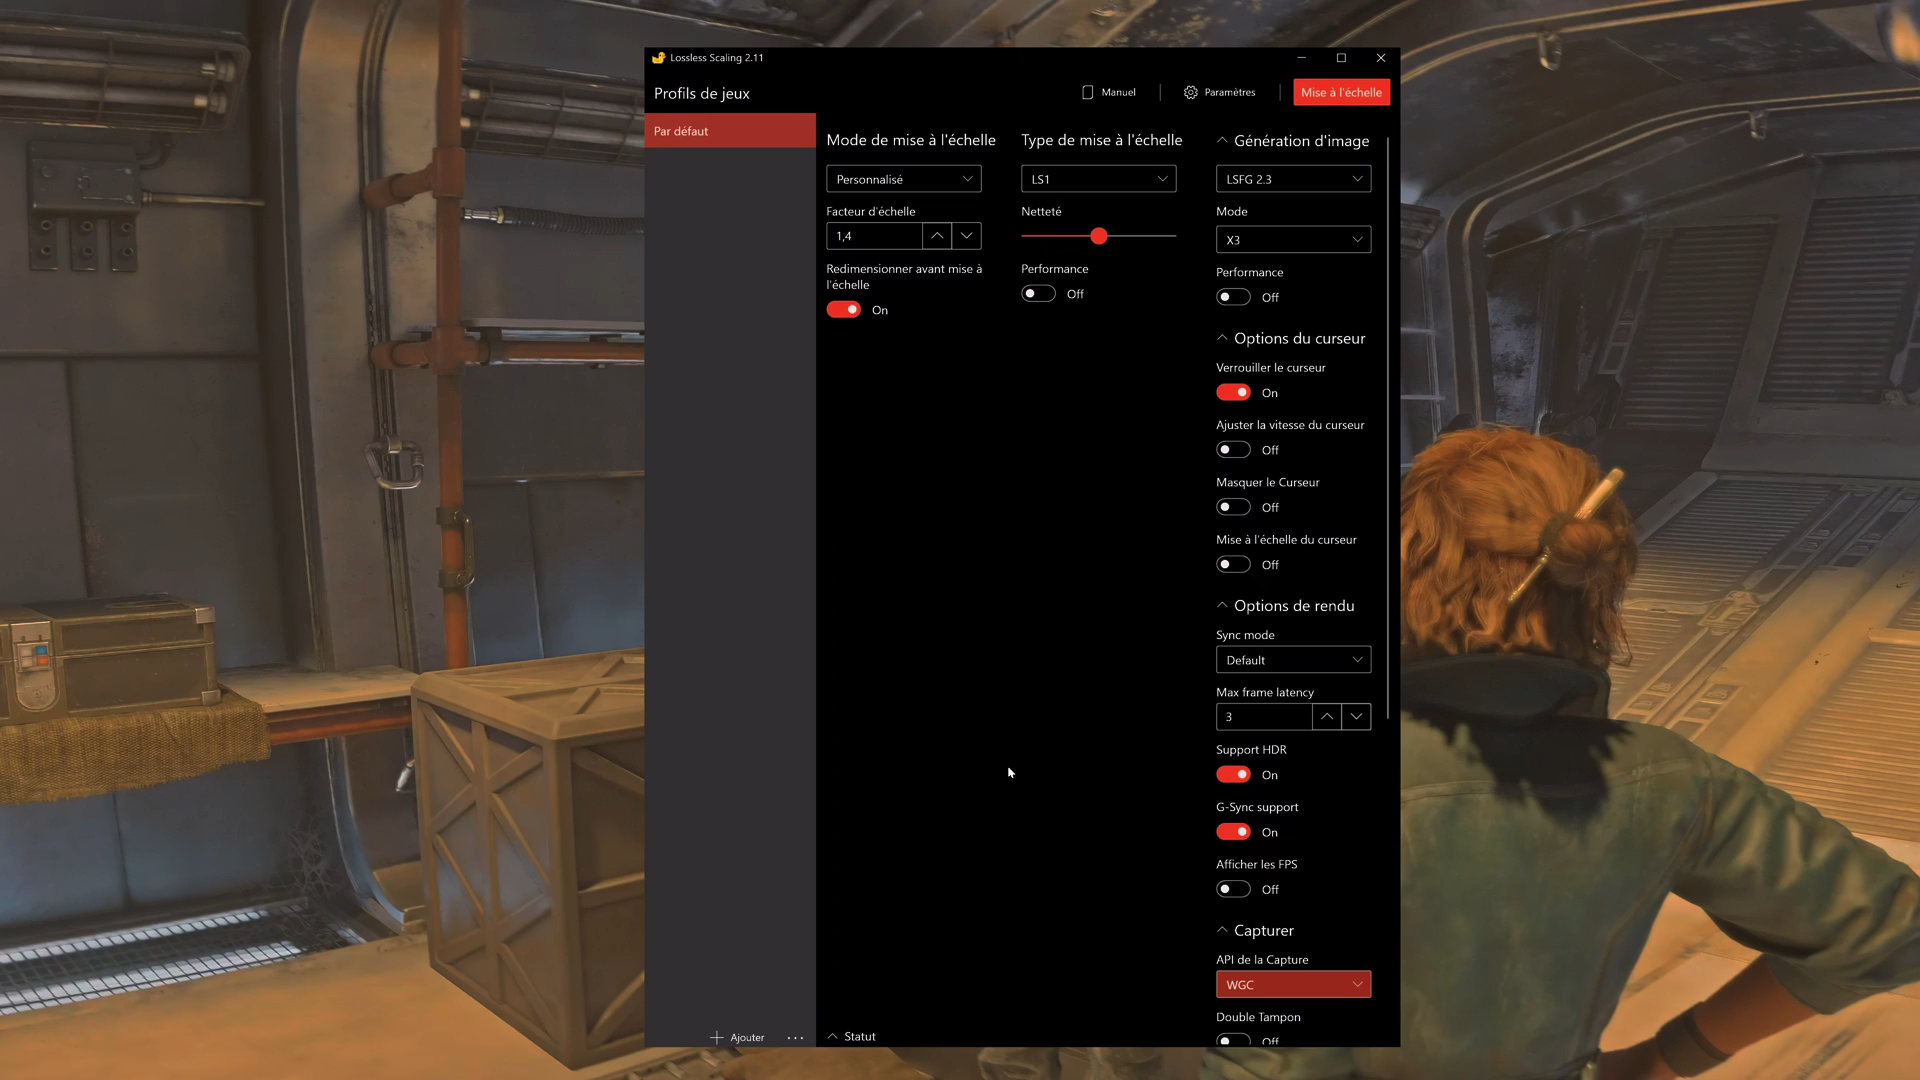 Lossless Scaling 2.11
Profils de jeux
Manuel
Paramètres
Mise à l'échelle
Par défaut
Mode de mise à l'échelle
Personnalisé
Facteur d'échelle
1,4
Redimensionner avant mise à
l'échelle
On
Type de mise à l'échelle
LS1
Netteté
Performance
Off
Génération d'image
LSFG 2.3
Mode
X3
Performance
Off
Options du curseur
Verrouiller le curseur
On
Ajuster la vitesse du curseur
Off
Masquer le Curseur
Off
Mise à l'échelle du curseur
Off
Options de rendu
Sync mode
Default
Max frame latency
3
Support HDR
On
G-Sync support
On
Afficher les FPS
Off
Capturer
API de la Capture
WGC
Double Tampon
Off
Ajouter
Statut